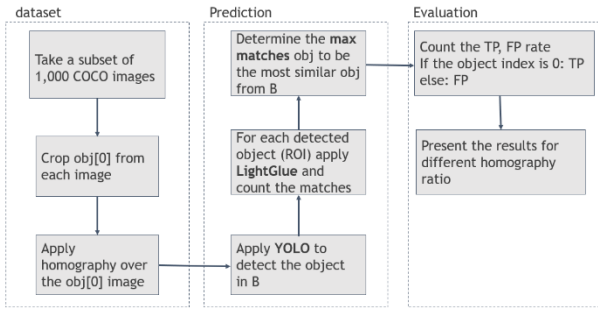 dataset
Take a subset of
1,000 COCO images
Crop obj[0] from
each image
Apply
homography over
the obj[0] image
Prediction
Determine the max
matches obj to be
the most similar obj
from B
For each detected
object (ROI) apply
LightGlue and
count the matches
Apply YOLO to
detect the object
in B
Evaluation
Count the TP, FP rate
If the object index is 0: TP
else: FP
Present the results for
different homography
ratio